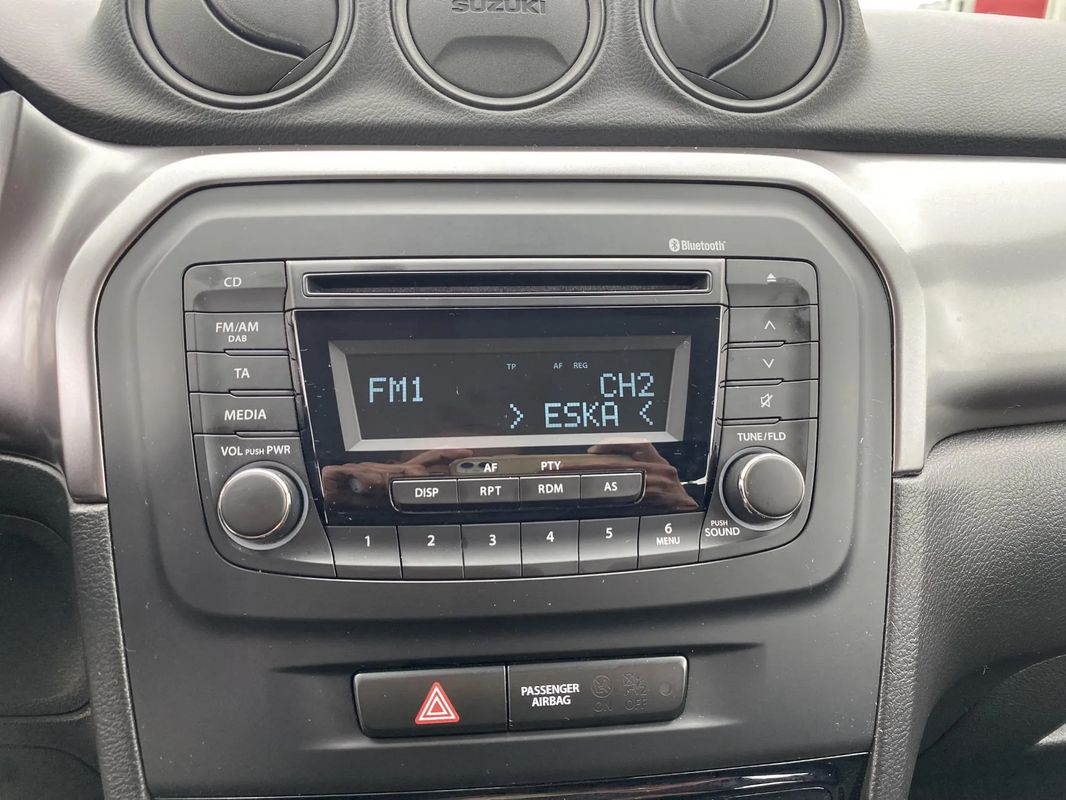 SUZUKI
Bluetooth
CD
FM/AM
DAB
TA
MEDIA
VOL PUSH PWR
TP AF REG
FM1 CH2
> ESKA <
TUNE/FLD
AF PTY
DISP RPT RDM AS
1 2 3 4 5 6
MENU
PUSH
SOUND
PASSENGER
AIRBAG
ON OFF